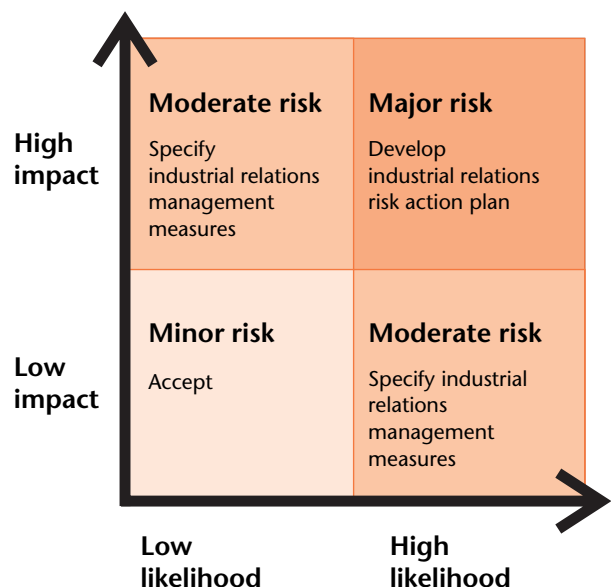 High
impact
Moderate risk
Specify
industrial relations
management
measures
Major risk
Develop
industrial relations
risk action plan
Low
impact
Minor risk
Accept
Moderate risk
Specify industrial
relations
management
measures
Low
likelihood
High
likelihood